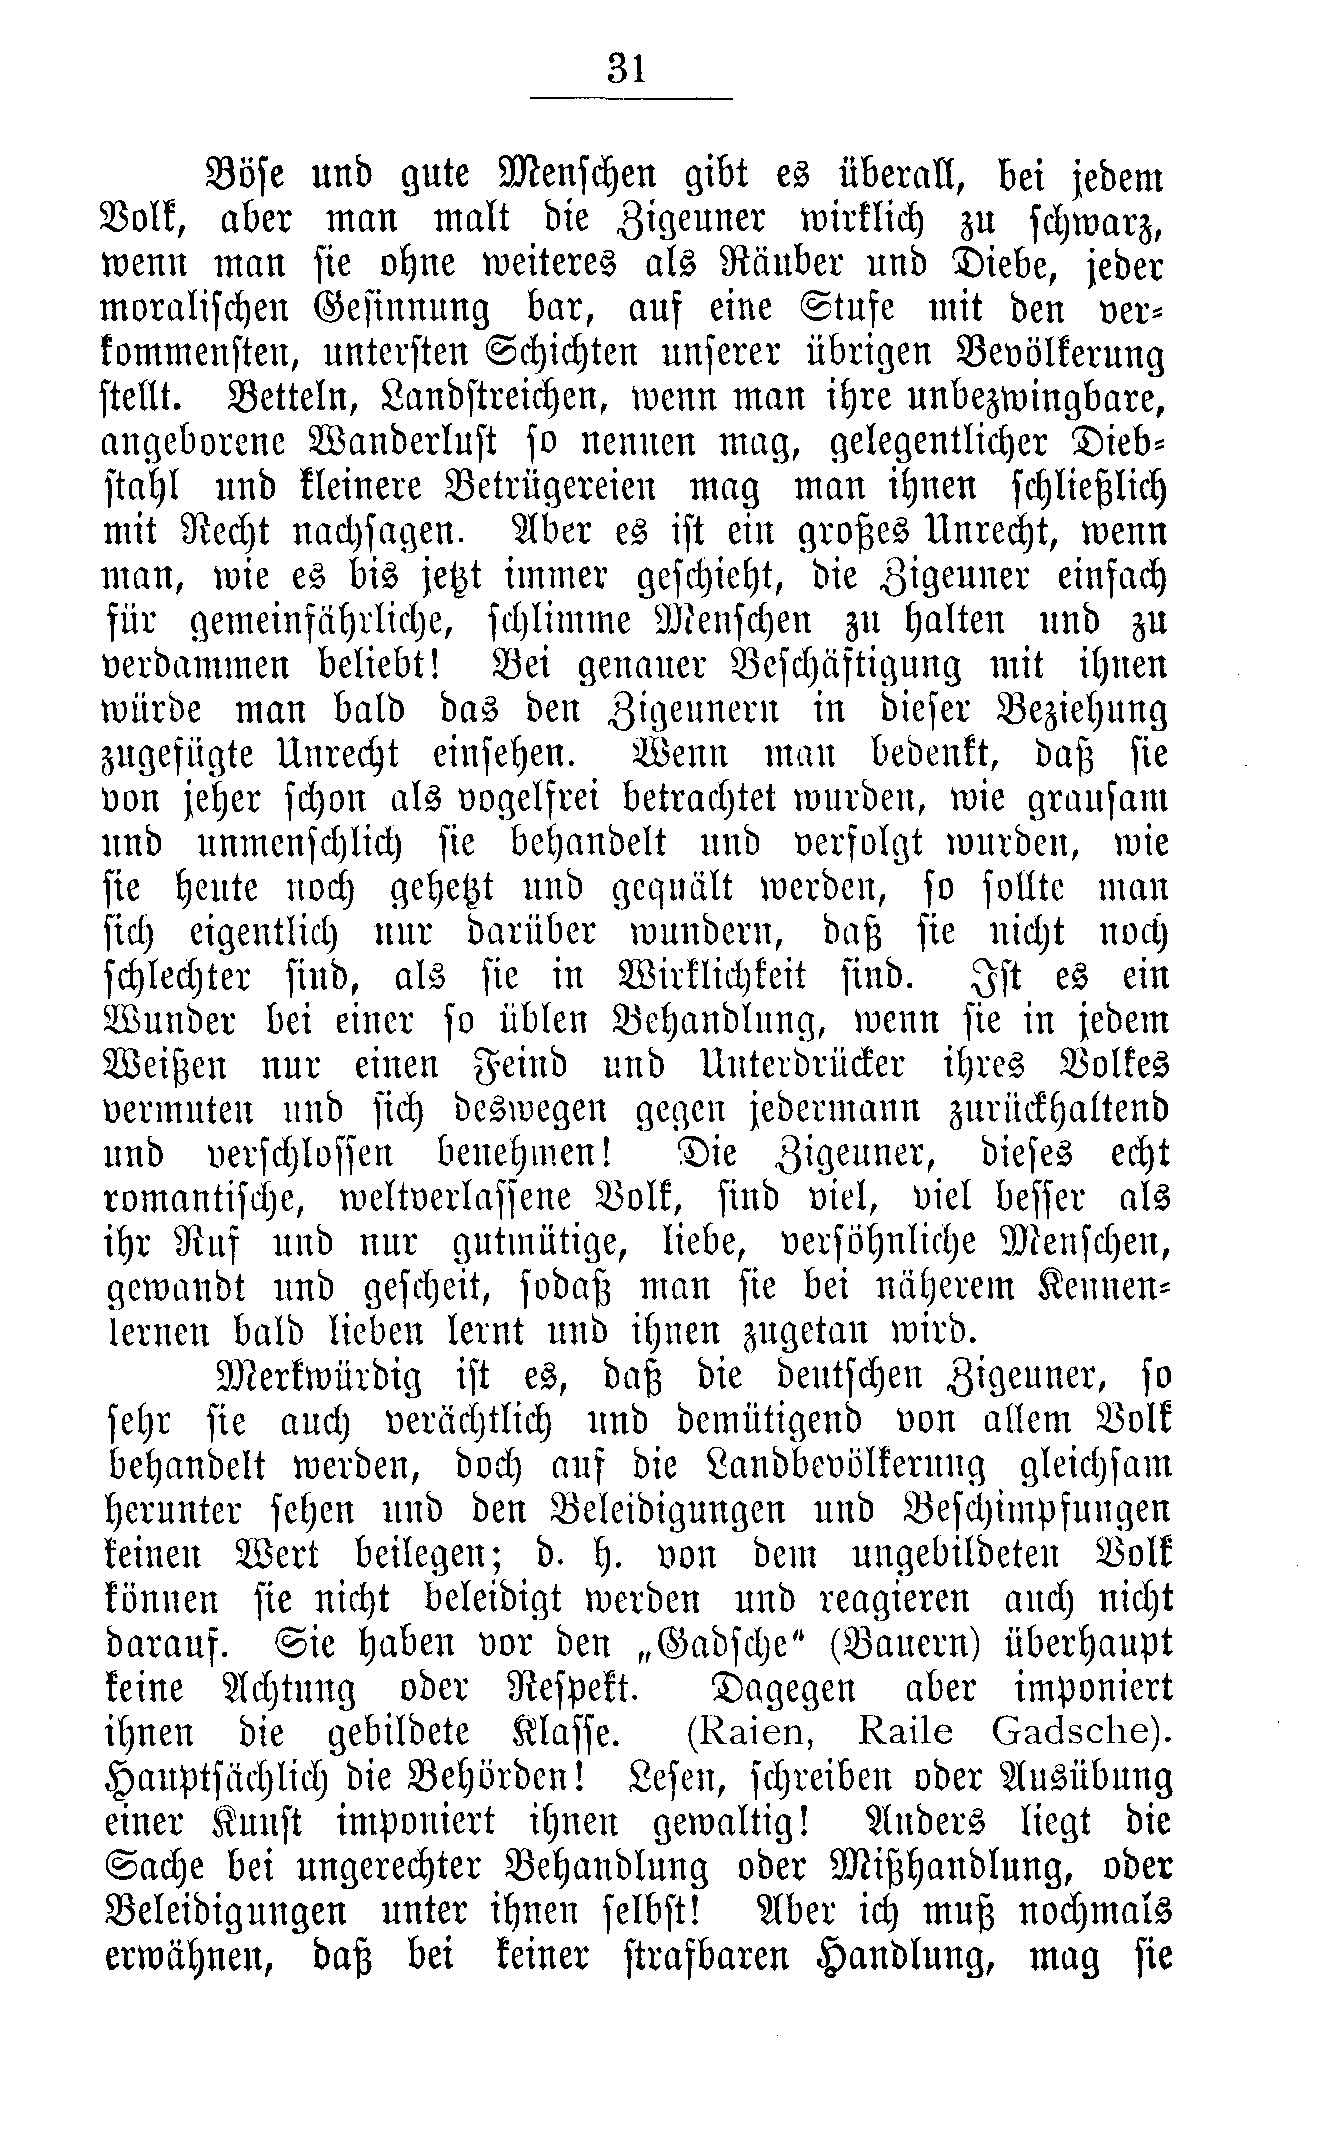 31
Böse und gute Menschen gibt es überall, bei jedem
Volk, aber man malt die Zigeuner wirklich zu schwarz,
wenn man sie ohne weiteres als Räuber und Diebe, jeder
moralischen Gesinnung bar, auf eine Stufe mit den ver-
kommensten, untersten Schichten unserer übrigen Bevölkerung
stellt. Betteln, Landstreichen, wenn man ihre unbezwingbare,
angeborene Wanderlust so nennen mag, gelegentlicher Dieb-
stahl und kleinere Betrügereien mag man ihnen schließlich
mit Recht nachsagen. Aber es ist ein großes Unrecht, wenn
man, wie es bis jetzt immer geschieht, die Zigeuner einfach
für gemeinfährliche, schlimme Menschen zu halten und zu
verdammen beliebt! Bei genauer Beschäftigung mit ihnen
würde man bald das den Zigeunern in dieser Beziehung
zugefügte Unrecht einsehen. Wenn man bedenkt, daß sie
von jeher schon als vogelfrei betrachtet wurden, wie grausam
und unmenschlich sie behandelt und verfolgt wurden, wie
sie heute noch gehetzt und gequält werden, so sollte man
sich eigentlich nur darüber wundern, daß sie nicht noch
schlechter sind, als sie in Wirklichkeit sind. Ist es ein
Wunder bei einer so üblen Behandlung, wenn sie in jedem
Weißen nur einen Feind und Unterdrücker ihres Volkes
vermuten und sich deswegen gegen jedermann zurückhaltend
und verschlossen benehmen! Die Zigeuner, dieses echt
romantische, weltverlassene Volk, sind viel, viel besser als
ihr Ruf und nur gutmütige, liebe, versöhnliche Menschen,
gewandt und gescheit, sodaß man sie bei näherem Kennen-
lernen bald lieben lernt und ihnen zugetan wird.
Merkwürdig ist es, daß die deutschen Zigeuner, so
sehr sie auch verächtlich und demütigend von allem Volk
behandelt werden, doch auf die Landbevölkerung gleichsam
herunter sehen und den Beleidigungen und Beschimpfungen
keinen Wert beilegen; d. h. von dem ungebildeten Volk
können sie nicht beleidigt werden und reagieren auch nicht
darauf. Sie haben vor den „Gadsche“ (Bauern) überhaupt
keine Achtung oder Respekt. Dagegen aber imponiert
ihnen die gebildete Klasse. (Raien, Raile Gadsche).
Hauptsächlich die Behörden! Lesen, schreiben oder Ausübung
einer Kunst imponiert ihnen gewaltig! Anders liegt die
Sache bei ungerechter Behandlung oder Mißhandlung, oder
Beleidigungen unter ihnen selbst! Aber ich muß nochmals
erwähnen, daß bei keiner strafbaren Handlung, mag sie